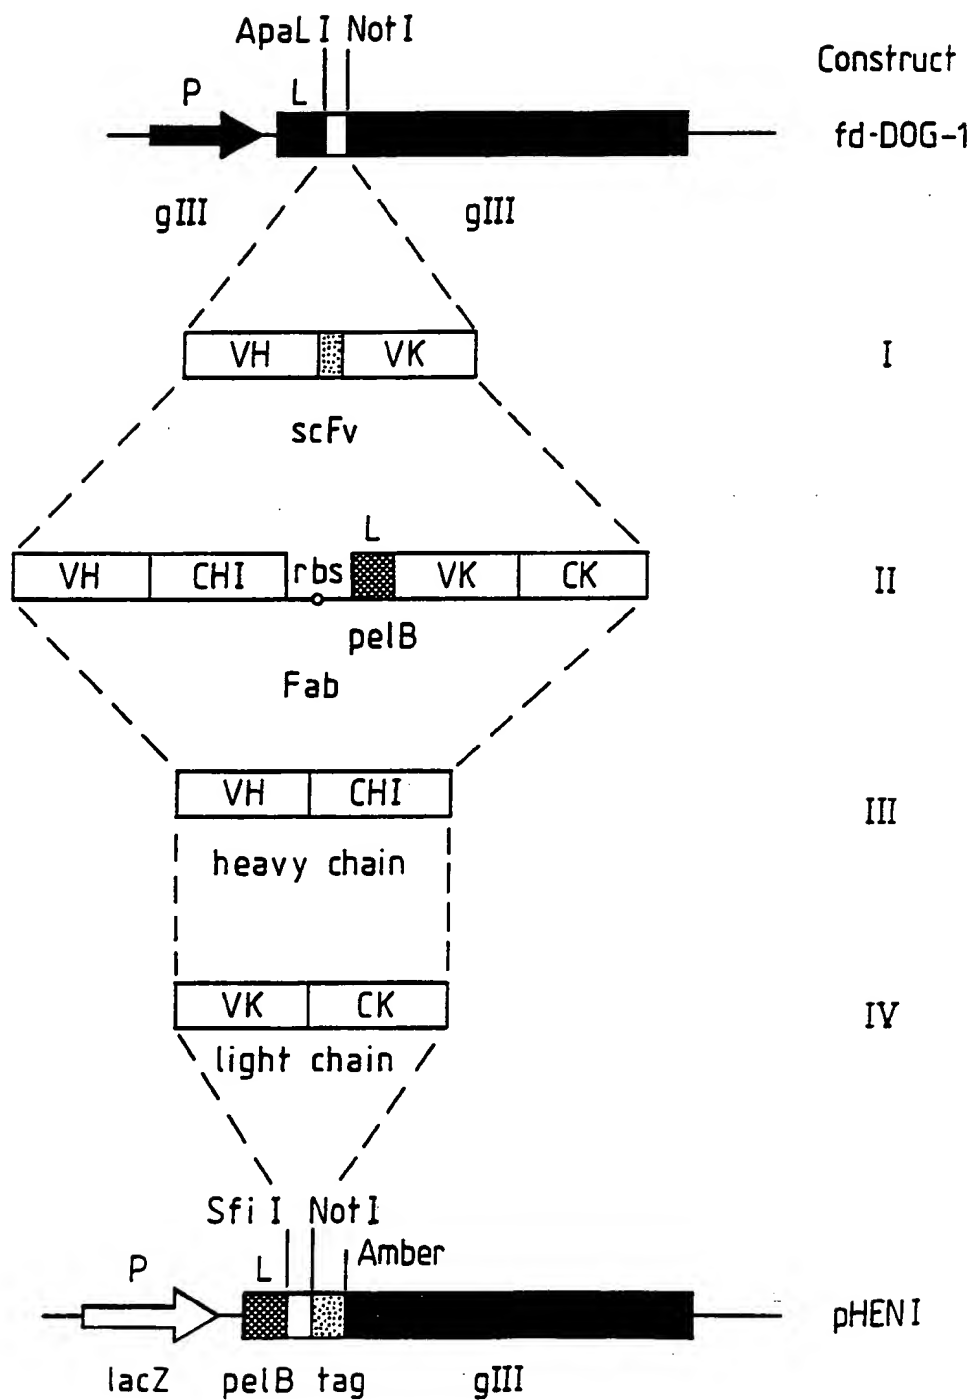 ApaL I Not I
Construct
P L
fd-DOG-1
gIII gIII
VH VK
I
scFv
L
VH CHI rbs VK CK
II
pelB
Fab
VH CHI
III
heavy chain
VK CK
IV
light chain
Sfi I Not I
Amber
P L
pHEN I
lacZ pelB tag gIII